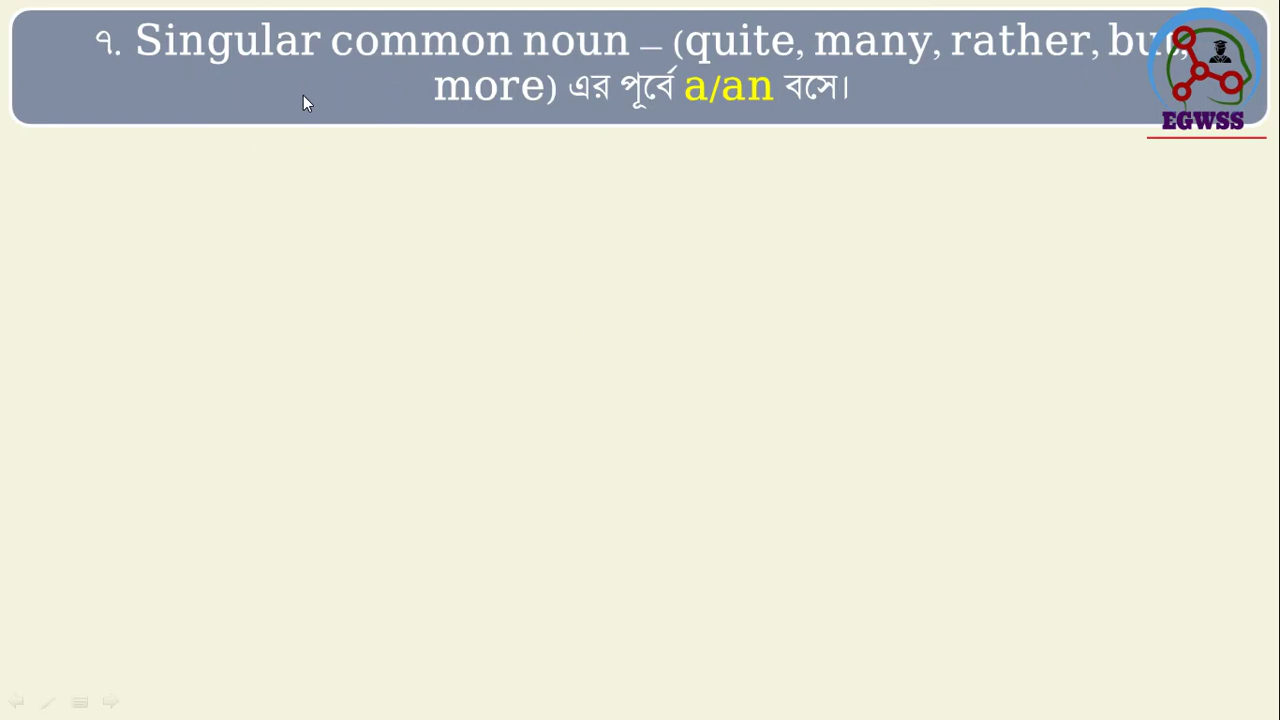 ৭. Singular common noun – (quite, many, rather, but,
more) এর পূর্বে a/an বসে।
EGWSS